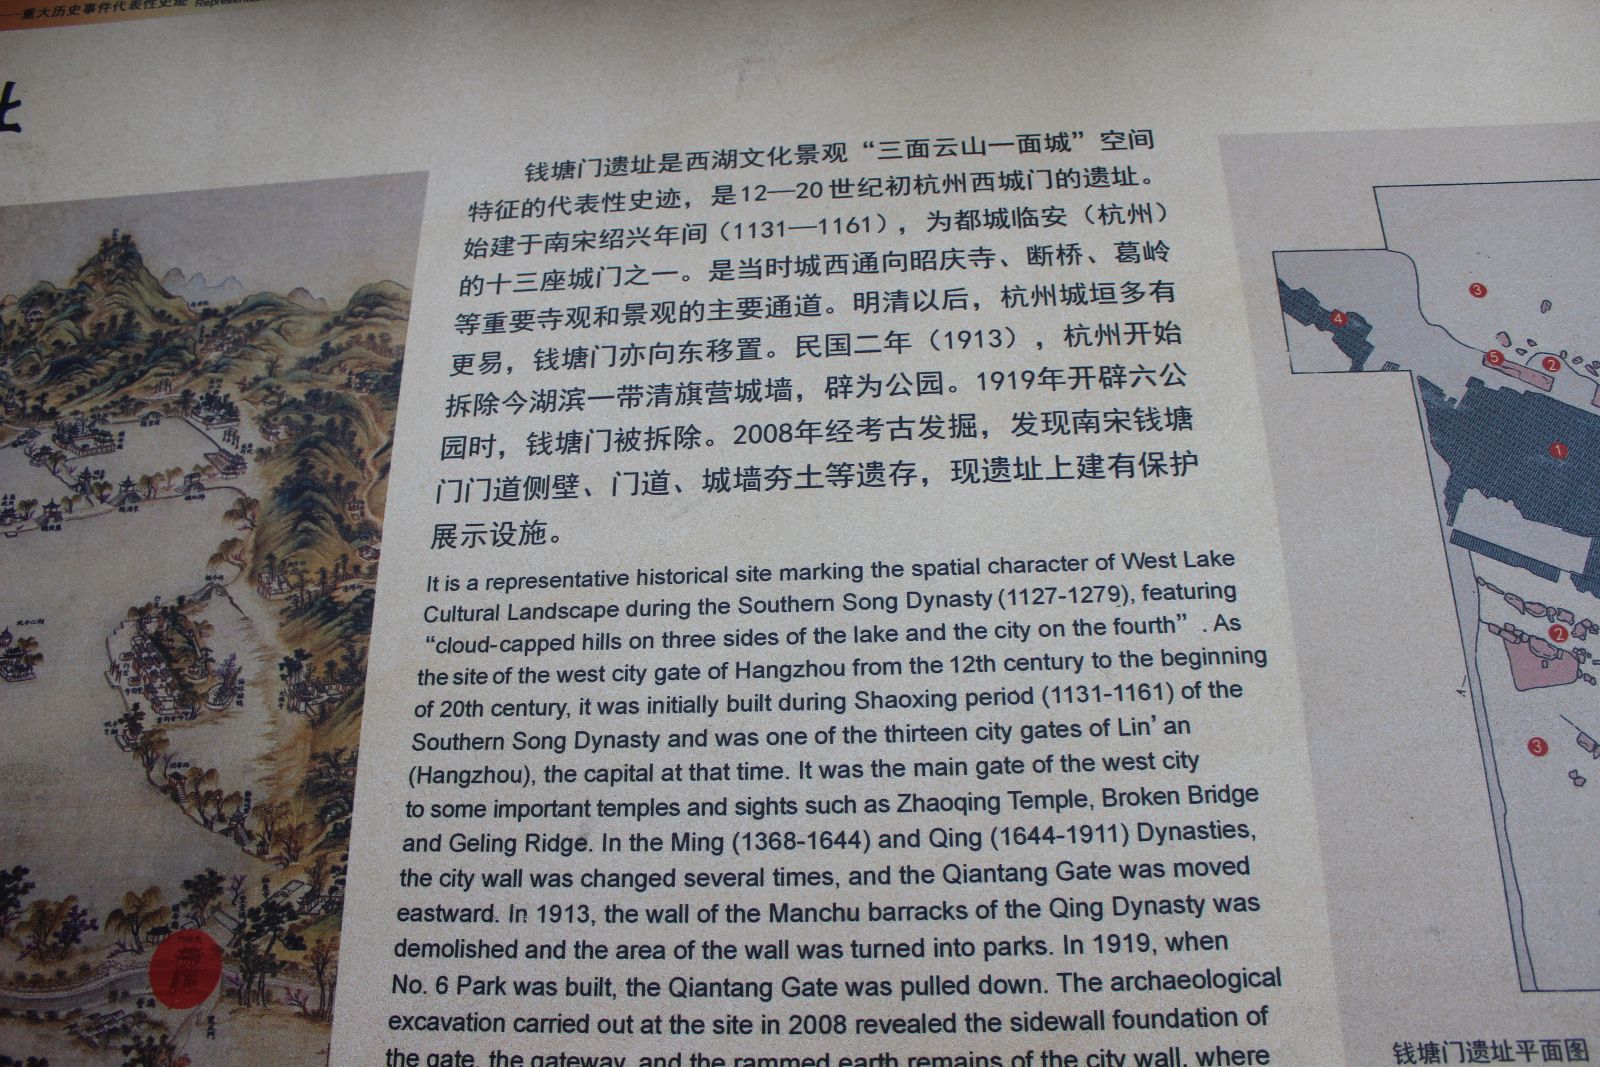 重大历史事件代表性史址
址
钱塘门遗址是西湖文化景观“三面云山一面城”空间
特征的代表性史迹，是12—20世纪初杭州西城门的遗址。
始建于南宋绍兴年间（1131—1161），为都城临安（杭州）
的十三座城门之一。是当时城西通向昭庆寺、断桥、葛岭
等重要寺观和景观的主要通道。明清以后，杭州城垣多有
更易，钱塘门亦向东移置。民国二年（1913），杭州开始
拆除今湖滨一带清旗营城墙，辟为公园。1919年开辟六公
园时，钱塘门被拆除。2008年经考古发掘，发现南宋钱塘
门门道侧壁、门道、城墙夯土等遗存，现遗址上建有保护
展示设施。
It is a representative historical site marking the spatial character of West Lake
Cultural Landscape during the Southern Song Dynasty (1127-1279), featuring
“cloud-capped hills on three sides of the lake and the city on the fourth” . As
the site of the west city gate of Hangzhou from the 12th century to the beginning
of 20th century, it was initially built during Shaoxing period (1131-1161) of the
Southern Song Dynasty and was one of the thirteen city gates of Lin’ an
(Hangzhou), the capital at that time. It was the main gate of the west city
to some important temples and sights such as Zhaoqing Temple, Broken Bridge
and Geling Ridge. In the Ming (1368-1644) and Qing (1644-1911) Dynasties,
the city wall was changed several times, and the Qiantang Gate was moved
eastward. In 1913, the wall of the Manchu barracks of the Qing Dynasty was
demolished and the area of the wall was turned into parks. In 1919, when
No. 6 Park was built, the Qiantang Gate was pulled down. The archaeological
excavation carried out at the site in 2008 revealed the sidewall foundation of
the gate, the gateway, and the rammed earth remains of the city wall, where
3
4
5
2
1
2
3
钱塘门遗址平面图